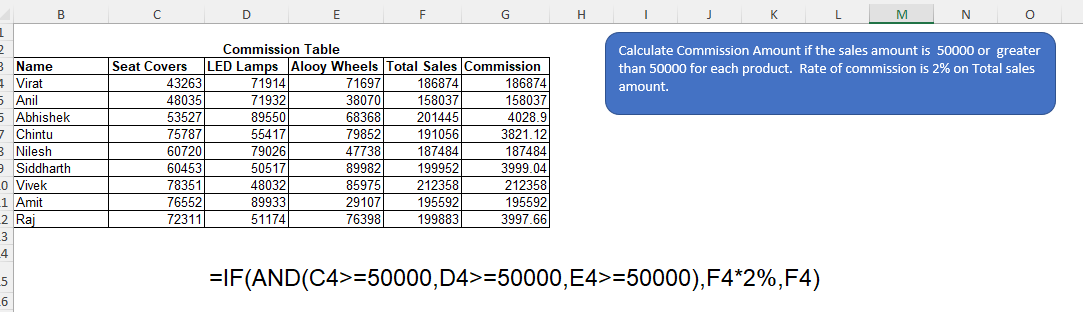 B C D E F G H I J K L M N O
Commission Table
Name Seat Covers LED Lamps Alooy Wheels Total Sales Commission
Virat 43263 71914 71697 186874 186874
Anil 48035 71932 38070 158037 158037
Abhishek 53527 89550 68368 201445 4028.9
Chintu 75787 55417 79852 191056 3821.12
Nilesh 60720 79026 47738 187484 187484
Siddharth 60453 50517 89982 199952 3999.04
Vivek 78351 48032 85975 212358 212358
Amit 76552 89933 29107 195592 195592
Raj 72311 51174 76398 199883 3997.66
Calculate Commission Amount if the sales amount is 50000 or greater
than 50000 for each product. Rate of commission is 2% on Total sales
amount.
=IF(AND(C4>=50000,D4>=50000,E4>=50000),F4*2%,F4)